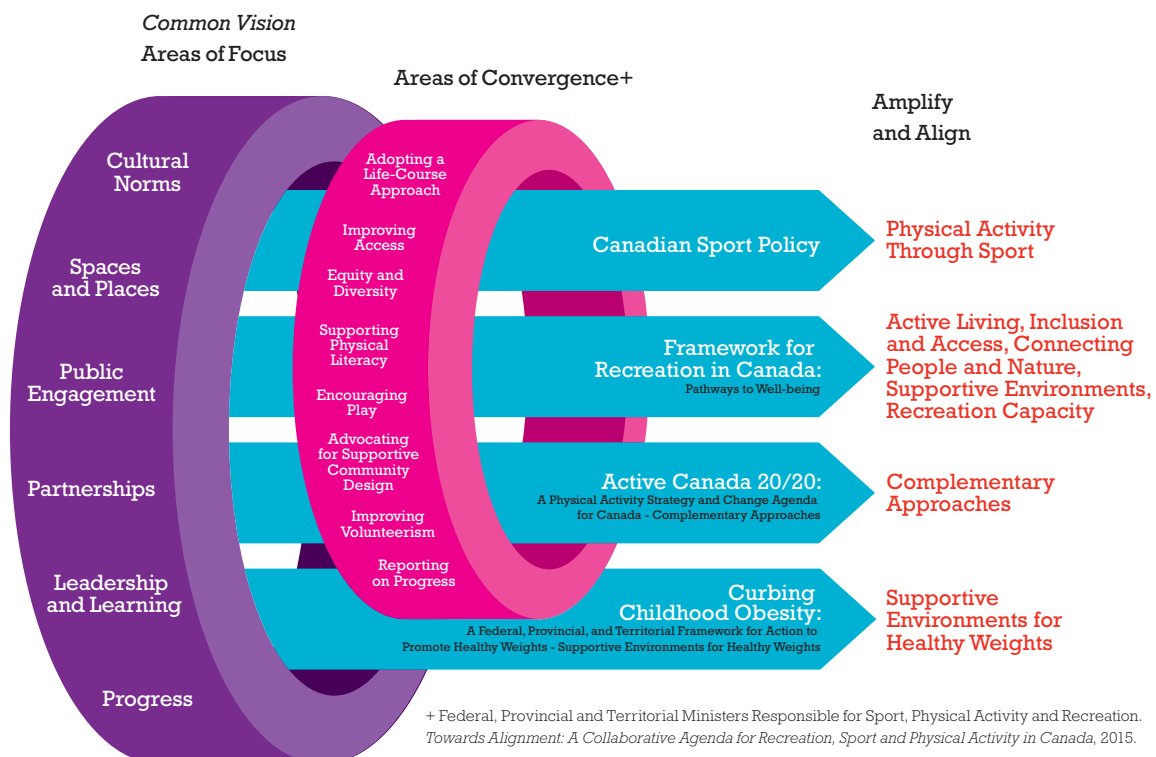 Common Vision
Areas of Focus
Areas of Convergence+
Amplify
and Align
Cultural
Norms
Spaces
and Places
Public
Engagement
Partnerships
Leadership
and Learning
Progress
Adopting a
Life-Course
Approach
Improving
Access
Equity and
Diversity
Supporting
Physical
Literacy
Encouraging
Play
Advocating
for Supportive
Community
Design
Improving
Volunteerism
Reporting
on Progress
Canadian Sport Policy
Physical Activity
Through Sport
Framework for
Recreation in Canada:
Pathways to Well-being
Active Living, Inclusion
and Access, Connecting
People and Nature,
Supportive Environments,
Recreation Capacity
Active Canada 20/20:
A Physical Activity Strategy and Change Agenda
for Canada - Complementary Approaches
Complementary
Approaches
Curbing
Childhood Obesity:
A Federal, Provincial, and Territorial Framework for Action to
Promote Healthy Weights - Supportive Environments for Healthy Weights
Supportive
Environments for
Healthy Weights
+ Federal, Provincial and Territorial Ministers Responsible for Sport, Physical Activity and Recreation.
Towards Alignment: A Collaborative Agenda for Recreation, Sport and Physical Activity in Canada, 2015.